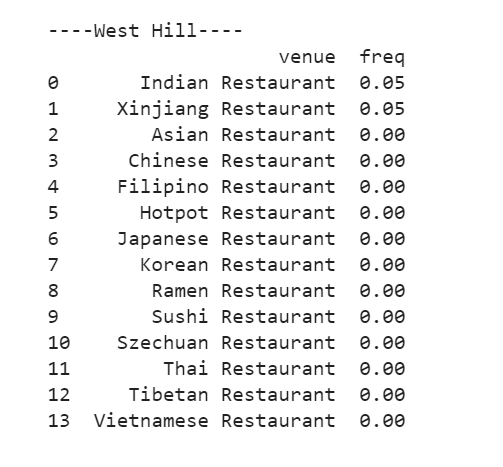 ----West Hill----
venue freq
0 Indian Restaurant 0.05
1 Xinjiang Restaurant 0.05
2 Asian Restaurant 0.00
3 Chinese Restaurant 0.00
4 Filipino Restaurant 0.00
5 Hotpot Restaurant 0.00
6 Japanese Restaurant 0.00
7 Korean Restaurant 0.00
8 Ramen Restaurant 0.00
9 Sushi Restaurant 0.00
10 Szechuan Restaurant 0.00
11 Thai Restaurant 0.00
12 Tibetan Restaurant 0.00
13 Vietnamese Restaurant 0.00